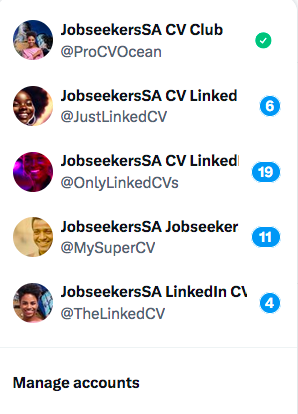 JobseekersSA CV Club
@ProCVOcean
JobseekersSA CV Linked
@JustLinkedCV
6
JobseekersSA CV Linked
@OnlyLinkedCVs
19
JobseekersSA Jobseeker
@MySuperCV
11
JobseekersSA LinkedIn CV
@TheLinkedCV
4
Manage accounts